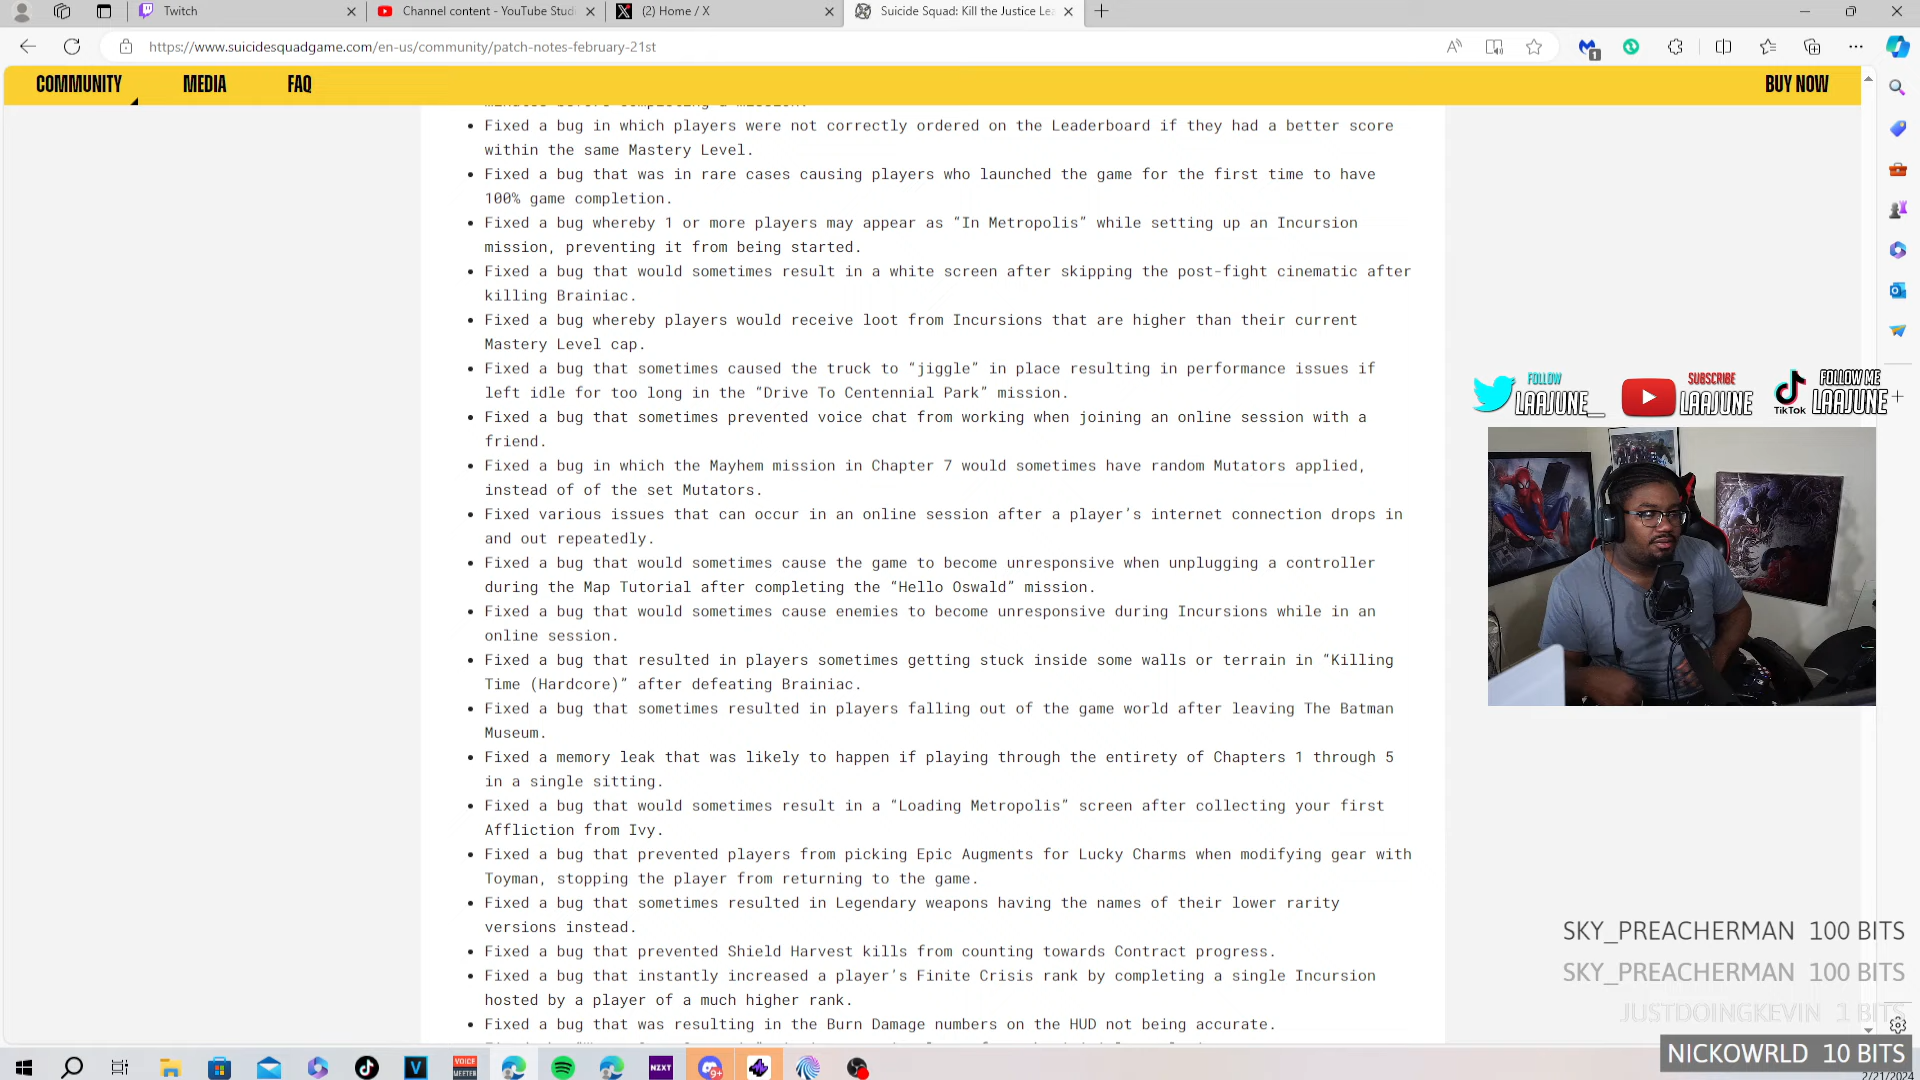 Twitch
Channel content - YouTube Stud
(2) Home / X
Suicide Squad: Kill the Justice Le
https://www.suicidesquadgame.com/en-us/community/patch-notes-february-21st
1
COMMUNITY
MEDIA
FAQ
BUY NOW
minutes before completing a mission.
• Fixed a bug in which players were not correctly ordered on the Leaderboard if they had a better score
within the same Mastery Level.
• Fixed a bug that was in rare cases causing players who launched the game for the first time to have
100% game completion.
• Fixed a bug whereby 1 or more players may appear as “In Metropolis” while setting up an Incursion
mission, preventing it from being started.
• Fixed a bug that would sometimes result in a white screen after skipping the post-fight cinematic after
killing Brainiac.
• Fixed a bug whereby players would receive loot from Incursions that are higher than their current
Mastery Level cap.
• Fixed a bug that sometimes caused the truck to “jiggle” in place resulting in performance issues if
left idle for too long in the “Drive To Centennial Park” mission.
• Fixed a bug that sometimes prevented voice chat from working when joining an online session with a
friend.
• Fixed a bug in which the Mayhem mission in Chapter 7 would sometimes have random Mutators applied,
instead of of the set Mutators.
• Fixed various issues that can occur in an online session after a player’s internet connection drops in
and out repeatedly.
• Fixed a bug that would sometimes cause the game to become unresponsive when unplugging a controller
during the Map Tutorial after completing the “Hello Oswald” mission.
• Fixed a bug that would sometimes cause enemies to become unresponsive during Incursions while in an
online session.
• Fixed a bug that resulted in players sometimes getting stuck inside some walls or terrain in “Killing
Time (Hardcore)” after defeating Brainiac.
• Fixed a bug that sometimes resulted in players falling out of the game world after leaving The Batman
Museum.
• Fixed a memory leak that was likely to happen if playing through the entirety of Chapters 1 through 5
in a single sitting.
• Fixed a bug that would sometimes result in a “Loading Metropolis” screen after collecting your first
Affliction from Ivy.
• Fixed a bug that prevented players from picking Epic Augments for Lucky Charms when modifying gear with
Toyman, stopping the player from returning to the game.
• Fixed a bug that sometimes resulted in Legendary weapons having the names of their lower rarity
versions instead.
• Fixed a bug that prevented Shield Harvest kills from counting towards Contract progress.
• Fixed a bug that instantly increased a player’s Finite Crisis rank by completing a single Incursion
hosted by a player of a much higher rank.
• Fixed a bug that was resulting in the Burn Damage numbers on the HUD not being accurate.
FOLLOW
LAAJUNE_
SUBSCRIBE
LAAJUNE
TikTok
FOLLOW ME
LAAJUNE
SKY_PREACHERMAN 100 BITS
SKY_PREACHERMAN 100 BITS
JUSTDOINGKEVIN 1 BITS
NICKOWRLD 10 BITS
VOICE
MEETER
NZXT
9+
2/21/2024